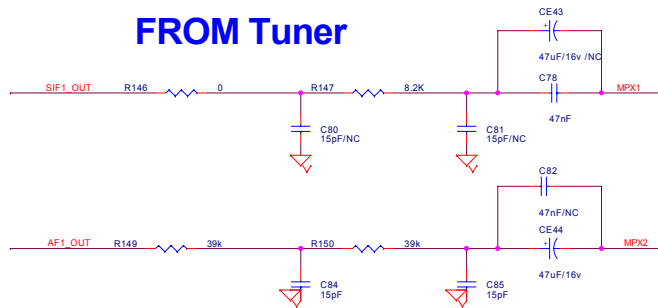 FROM Tuner
CE43
+
47uF/16v /NC
C78
SIF1_OUT R146 0 R147 8.2K MPX1
47nF
C80
15pF/NC
C81
15pF/NC
C82
47nF/NC
AF1_OUT R149 39k R150 39k CE44 MPX2
+
47uF/16v
C84
15pF
C85
15pF